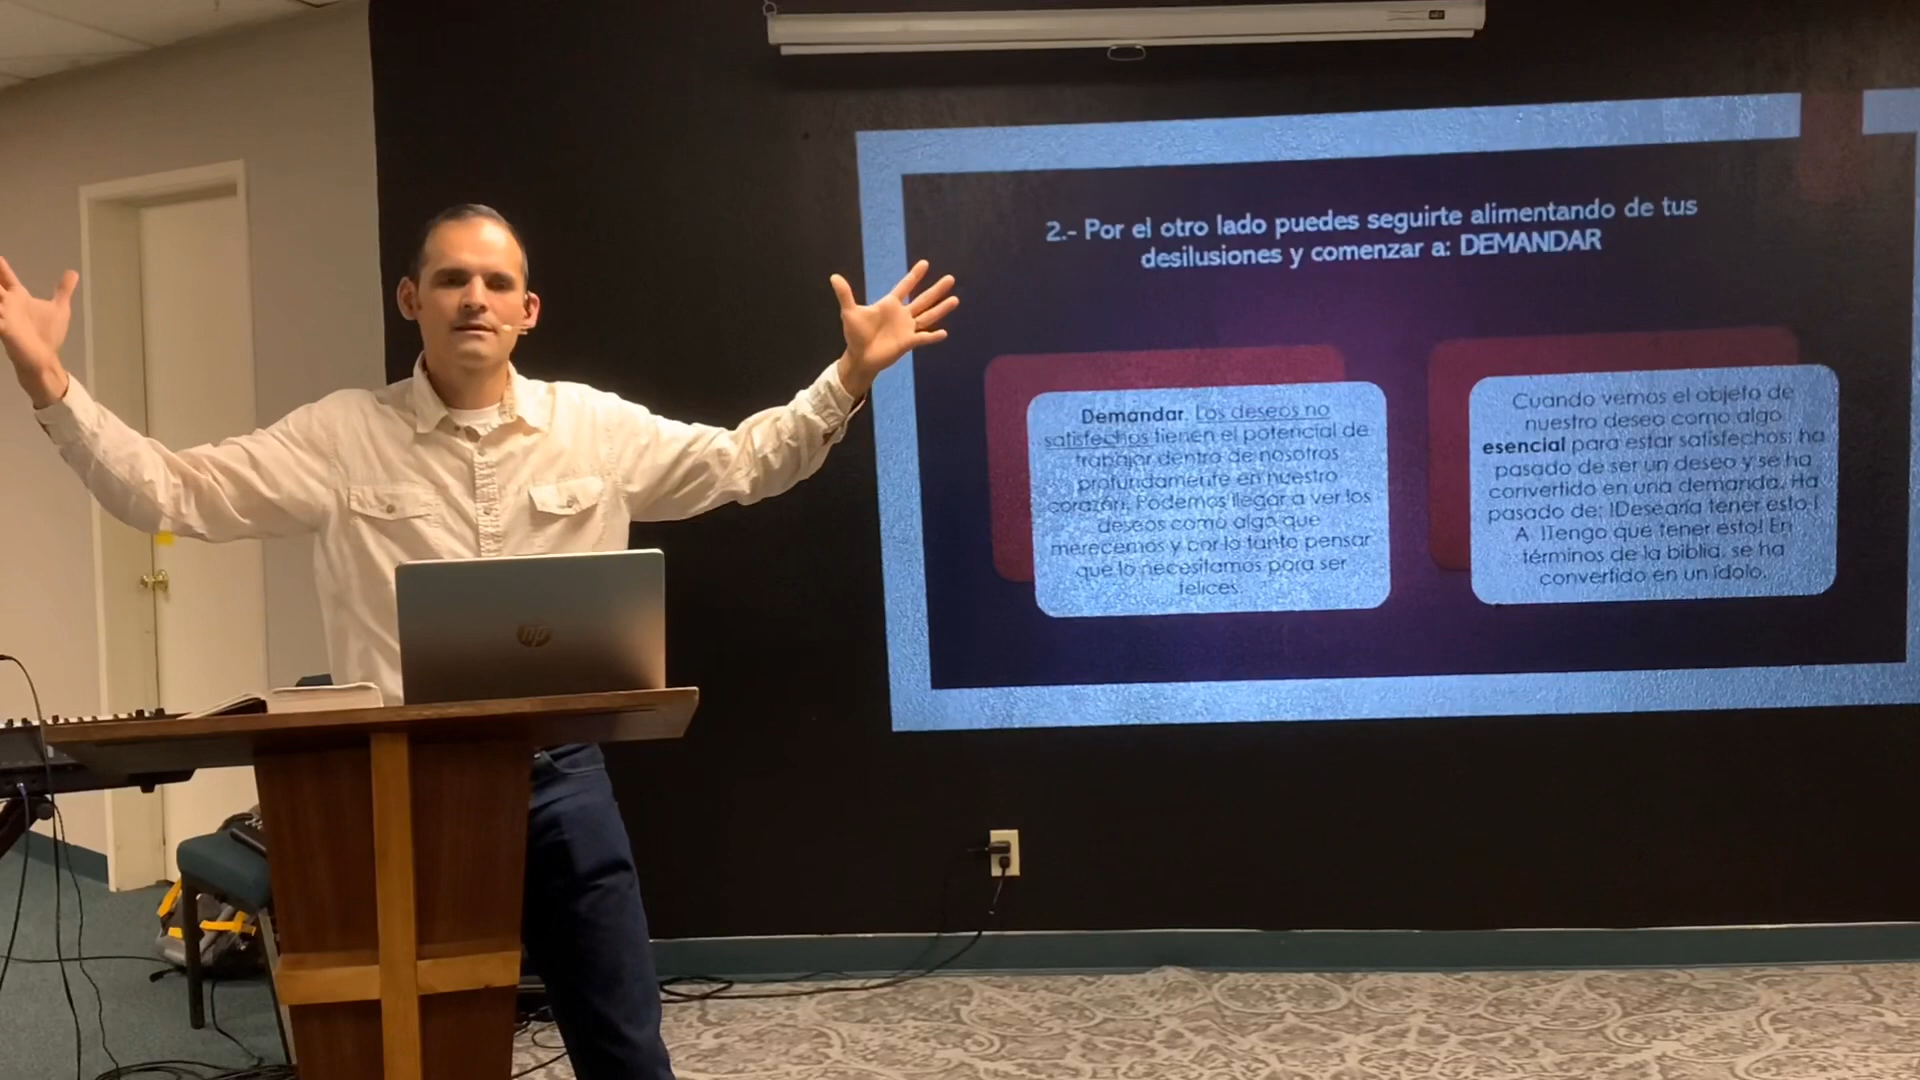 2.- Por el otro lado puedes seguirte alimentando de tus
desilusiones y comenzar a: DEMANDAR
Demandar. Los deseos no
satisfechos tienen el potencial de
trabajar dentro de nosotros
profundamente en nuestro
corazón. Podemos llegar a ver los
deseos como algo que
merecemos y por lo tanto pensar
que lo necesitamos para ser
felices.
Cuando vemos el objeto de
nuestro deseo como algo
esencial para estar satisfechos; ha
pasado de ser un deseo y se ha
convertido en una demanda. Ha
pasado de: !Desearía tener esto !
A !Tengo que tener esto! En
términos de la biblia, se ha
convertido en un ídolo.
hp